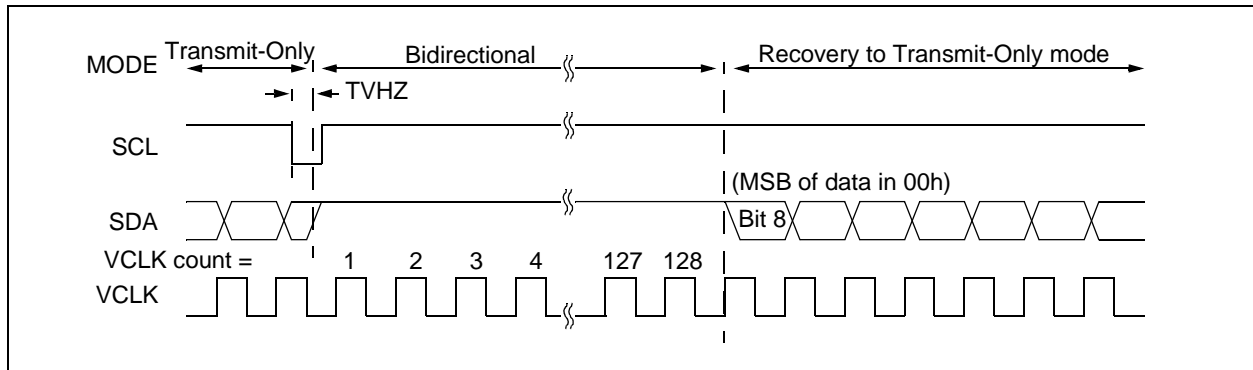 Transmit-Only Bidirectional Recovery to Transmit-Only mode
MODE
TVHZ
SCL
(MSB of data in 00h)
SDA Bit 8
VCLK count = 1 2 3 4 127 128
VCLK